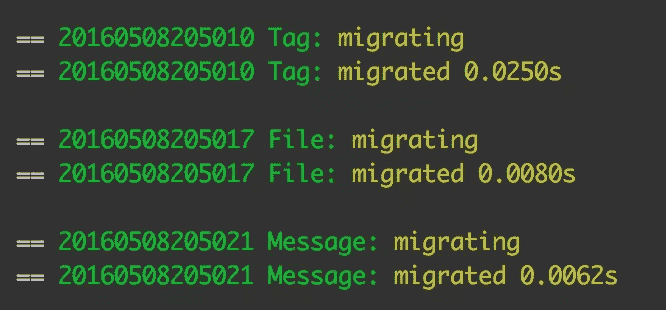 == 20160508205010 Tag: migrating
== 20160508205010 Tag: migrated 0.0250s
== 20160508205017 File: migrating
== 20160508205017 File: migrated 0.0080s
== 20160508205021 Message: migrating
== 20160508205021 Message: migrated 0.0062s